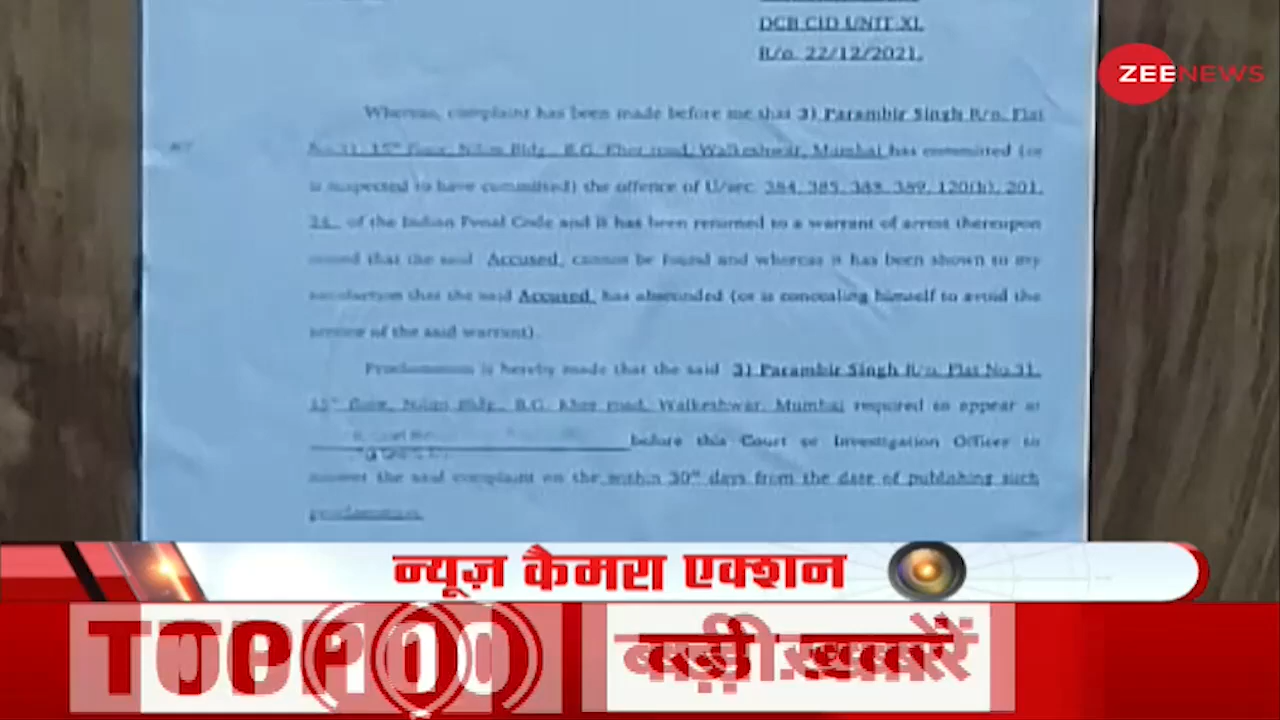 DCB CID UNIT XI,
R/o. 22/12/2021,
ZEE NEWS
Whereas, complaint has been made before me that 3) Parambir Singh R/o. Flat
No.31, 15th floor, Nilam Bldg., B.G. Kher road, Walkeshwar, Mumbai has committed (or
is suspected to have committed) the offence of U/sec. 384, 385, 388, 389, 120(b), 201,
of the Indian Penal Code and it has been returned to a warrant of arrest thereupon
issued that the said Accused, cannot be found and whereas it has been shown to my
satisfaction that the said Accused, has absconded (or is concealing himself to avoid the
service of the said warrant).
Proclamation is hereby made that the said 3) Parambir Singh R/o. Flat No.31,
15th floor, Nilam Bldg., B.G. Kher road, Walkeshwar, Mumbai required to appear at
before this Court or Investigation Officer to
answer the said complaint on the within 30th days from the date of publishing such
proclamation.
न्यूज़ कैमरा एक्शन
TOP 10
बड़ी खबरें